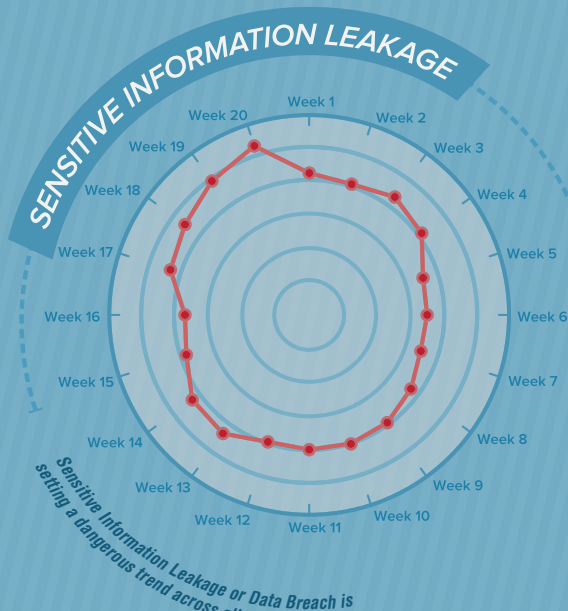 SENSITIVE INFORMATION LEAKAGE
Week 1
Week 2
Week 3
Week 4
Week 5
Week 6
Week 7
Week 8
Week 9
Week 10
Week 11
Week 12
Week 13
Week 14
Week 15
Week 16
Week 17
Week 18
Week 19
Week 20
Sensitive Information Leakage or Data Breach is
setting a dangerous trend across